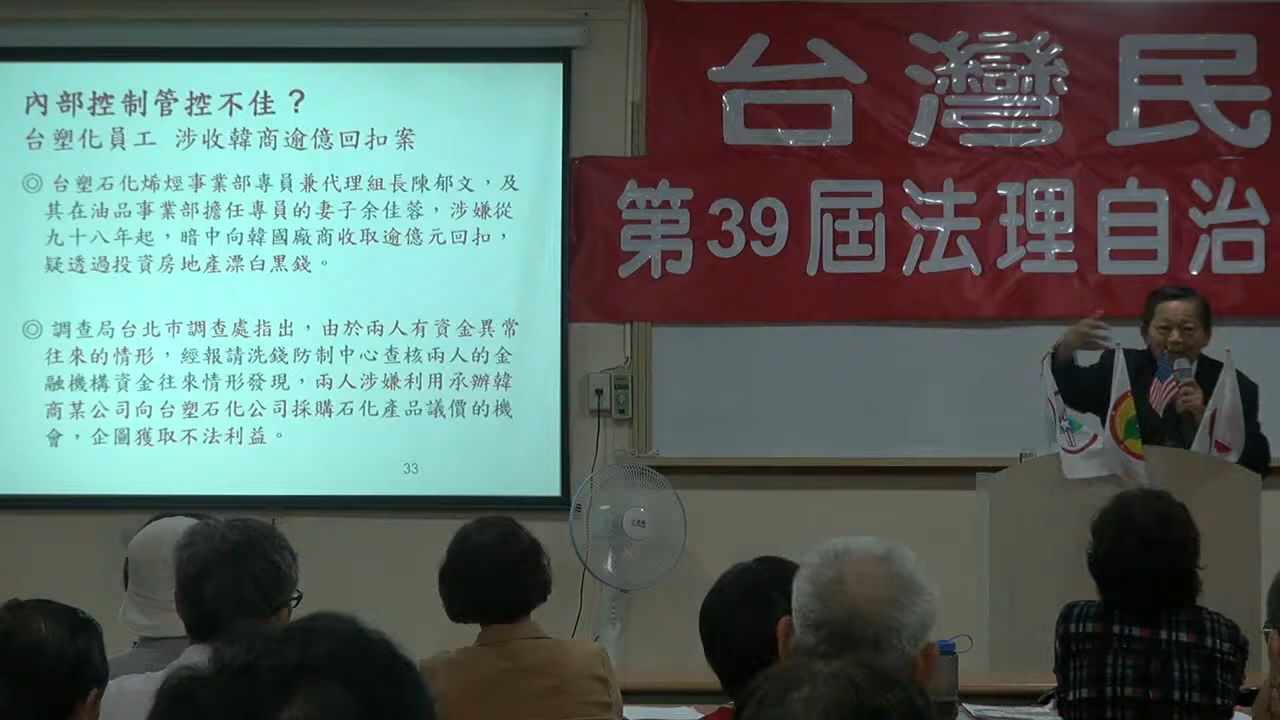 內部控制管控不佳？
台塑化員工 涉收韓商逾億回扣案
◎ 台塑石化烯烴事業部專員兼代理組長陳郁文，及
其在油品事業部擔任專員的妻子余佳蓉，涉嫌從
九十八年起，暗中向韓國廠商收取逾億元回扣，
疑透過投資房地產漂白黑錢。
◎ 調查局台北市調查處指出，由於兩人有資金異常
往來的情形，經報請洗錢防制中心查核兩人的金
融機構資金往來情形發現，兩人涉嫌利用承辦韓
商某公司向台塑石化公司採購石化產品議價的機
會，企圖獲取不法利益。
33
台灣民
第39屆法理自治